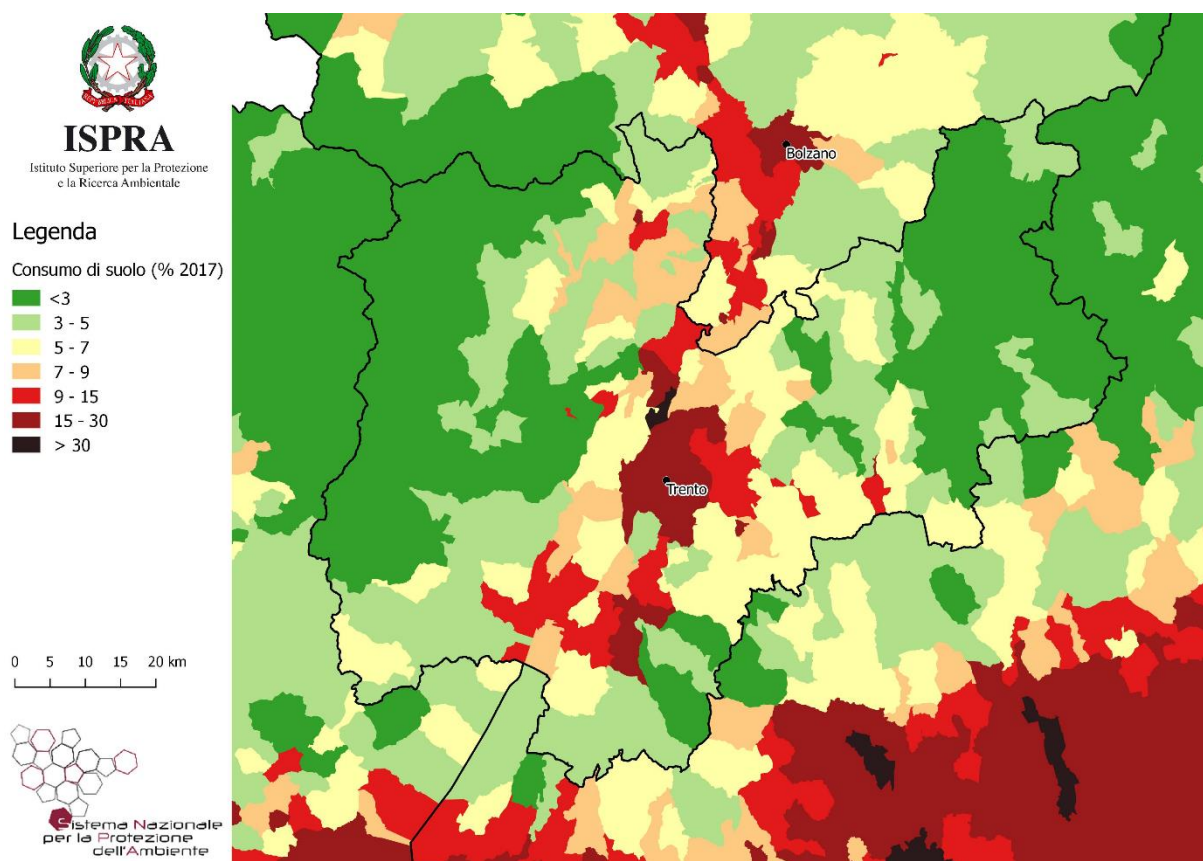 REPVBBLICA ITALIANA
ISPRA
Istituto Superiore per la Protezione
e la Ricerca Ambientale
Legenda
Consumo di suolo (% 2017)
<3
3 - 5
5 - 7
7 - 9
9 - 15
15 - 30
> 30
0 5 10 15 20 km
Sistema Nazionale
per la Protezione
dell'Ambiente
Bolzano
Trento